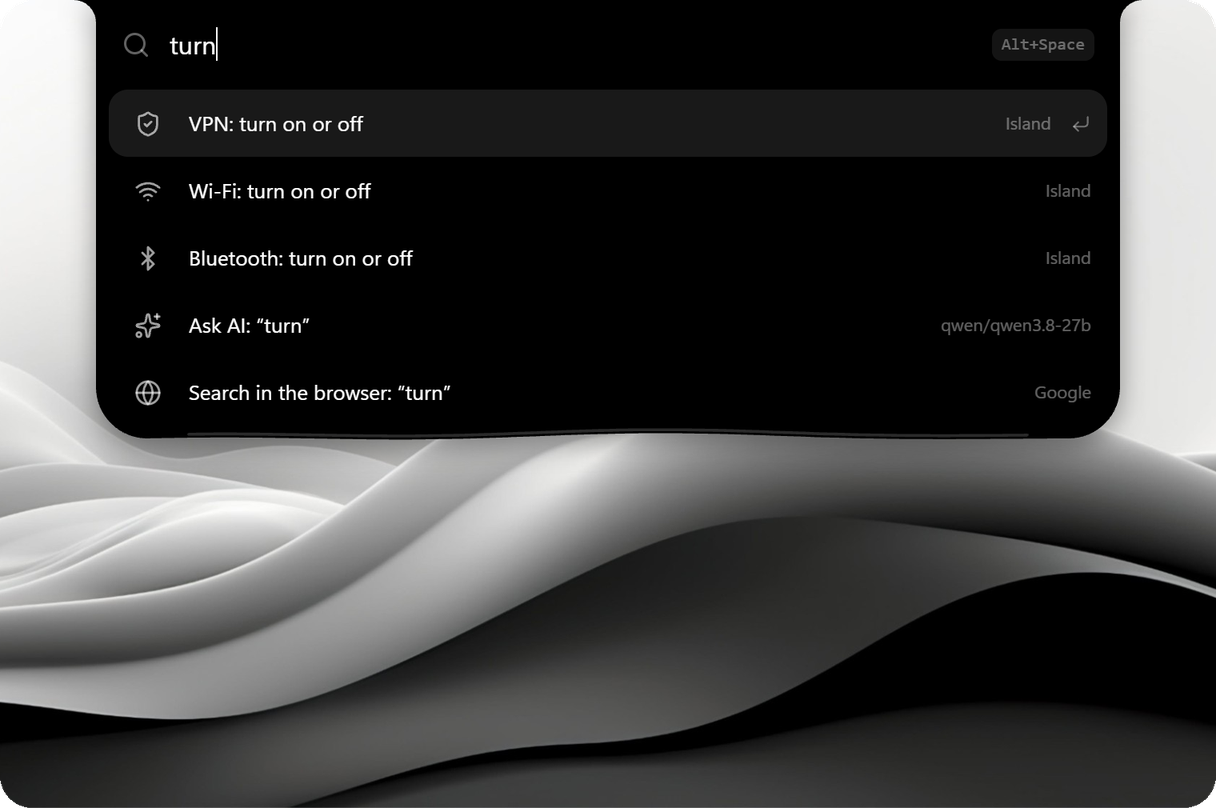 turn Alt+Space
VPN: turn on or off Island
Wi-Fi: turn on or off Island
Bluetooth: turn on or off Island
Ask AI: “turn” qwen/qwen3.8-27b
Search in the browser: “turn” Google